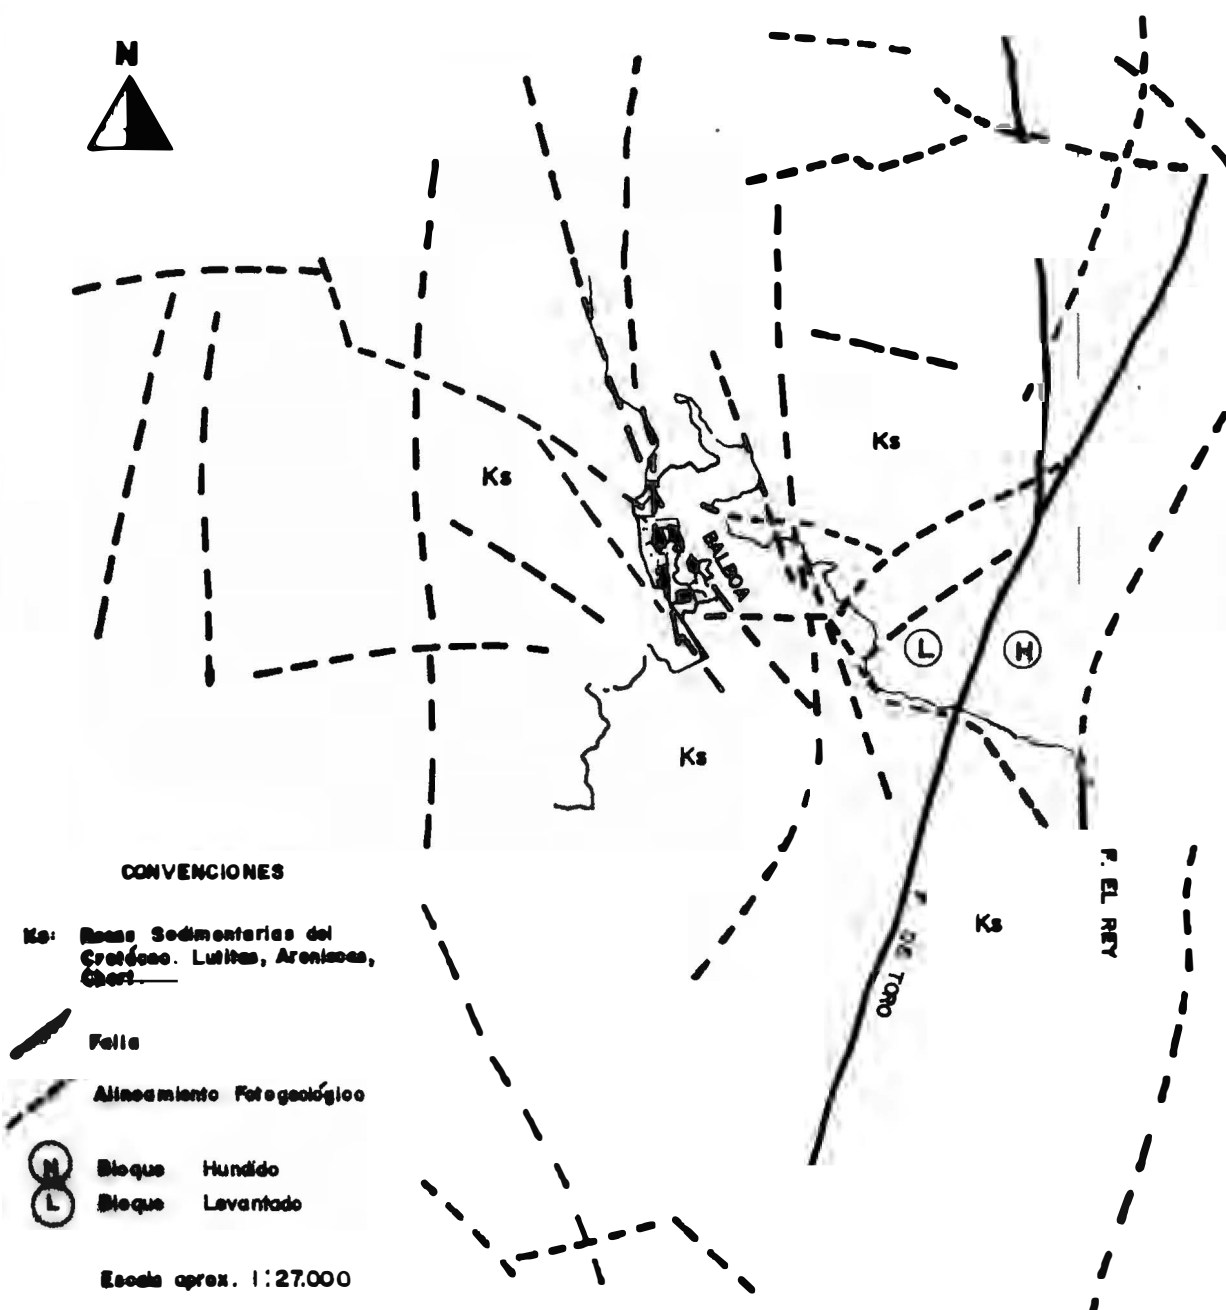 N
Ks
Ks
BALBOA
L
H
Ks
F. EL REY
Ks
F. DE TORO
CONVENCIONES
Ks: Rocas Sedimentarias del
Cretáceo. Lutitas, Areniscas,
Chert.
Falla
Alineamiento Fotogeológico
H Bloque Hundido
L Bloque Levantado
Escala aprox. 1:27.000